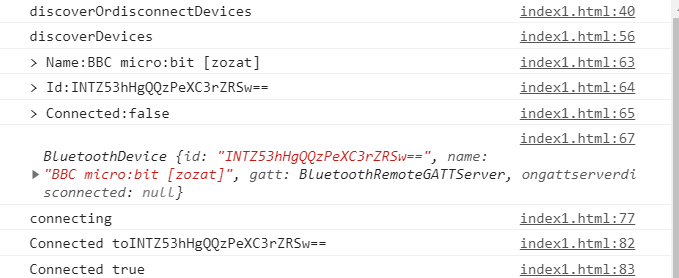 discoverOrdisconnectDevices index1.html:40
discoverDevices index1.html:56
> Name:BBC micro:bit [zozat] index1.html:63
> Id:INTZ53hHgQQzPeXC3rZRSw== index1.html:64
> Connected:false index1.html:65
index1.html:67
BluetoothDevice {id: "INTZ53hHgQQzPeXC3rZRSw==", name:
"BBC micro:bit [zozat]", gatt: BluetoothRemoteGATTServer, ongattserverdi
sconnected: null}
connecting index1.html:77
Connected toINTZ53hHgQQzPeXC3rZRSw== index1.html:82
Connected true index1.html:83